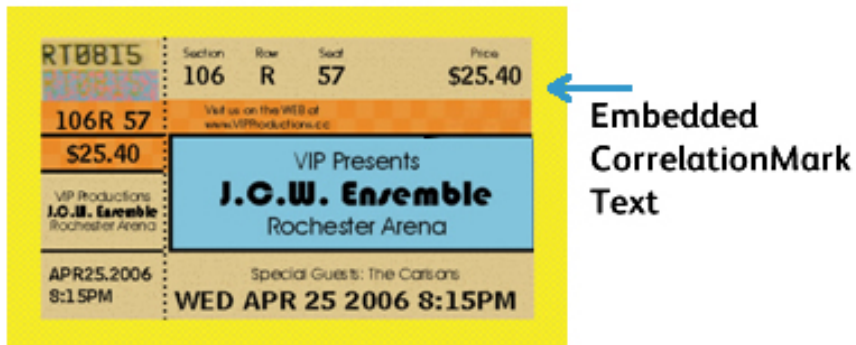 RT0815
Section Row Seat Price
106 R 57 $25.40
RT0815
106R 57
Visit us on the WEB at
www.VIPProductions.cc
$25.40
VIP Presents
J.C.W. Ensemble
Rochester Arena
VIP Productions
J.C.W. Ensemble
Rochester Arena
APR25.2006
8:15PM
Special Guests: The Carlsons
WED APR 25 2006 8:15PM
Embedded
CorrelationMark
Text